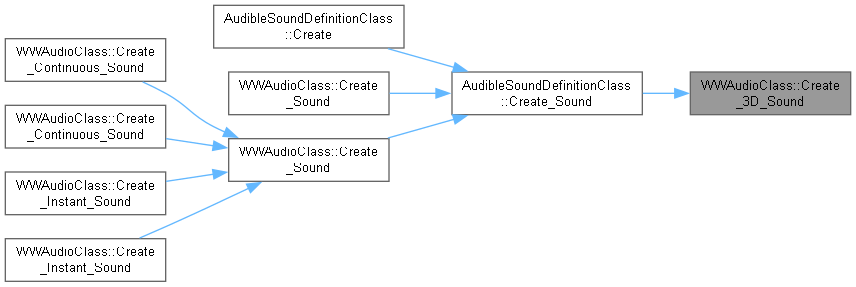 AudibleSoundDefinitionClass
::Create
WWAudioClass::Create
_Continuous_Sound
WWAudioClass::Create
_Sound
AudibleSoundDefinitionClass
::Create_Sound
WWAudioClass::Create
_3D_Sound
WWAudioClass::Create
_Continuous_Sound
WWAudioClass::Create
_Sound
WWAudioClass::Create
_Instant_Sound
WWAudioClass::Create
_Instant_Sound